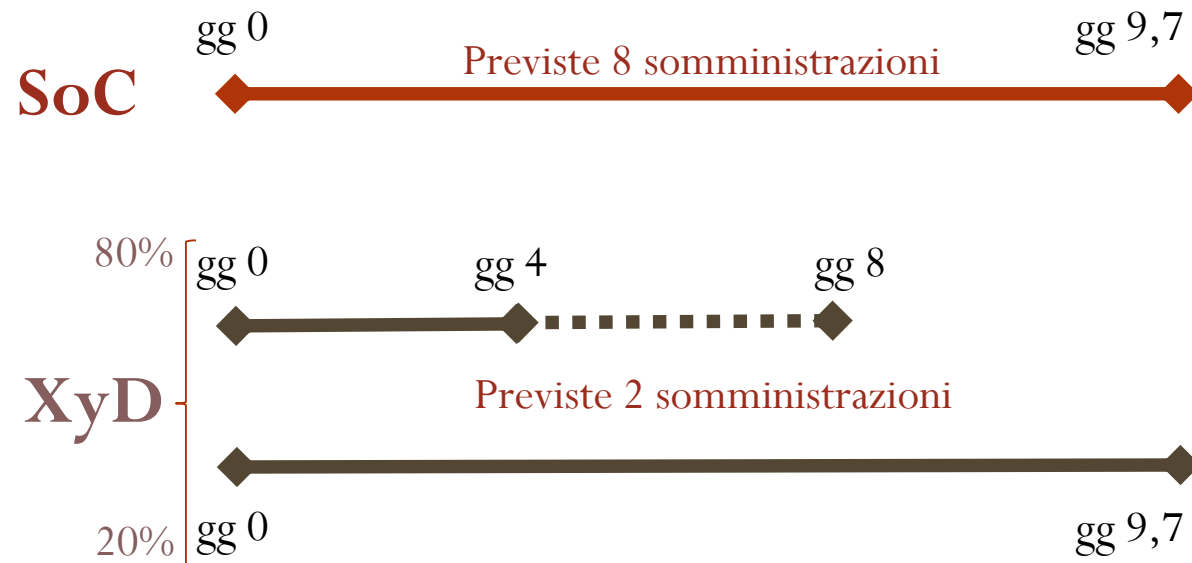 gg 0
gg 9,7
Previste 8 somministrazioni
SoC
80%
gg 0
gg 4
gg 8
XyD
Previste 2 somministrazioni
20%
gg 0
gg 9,7